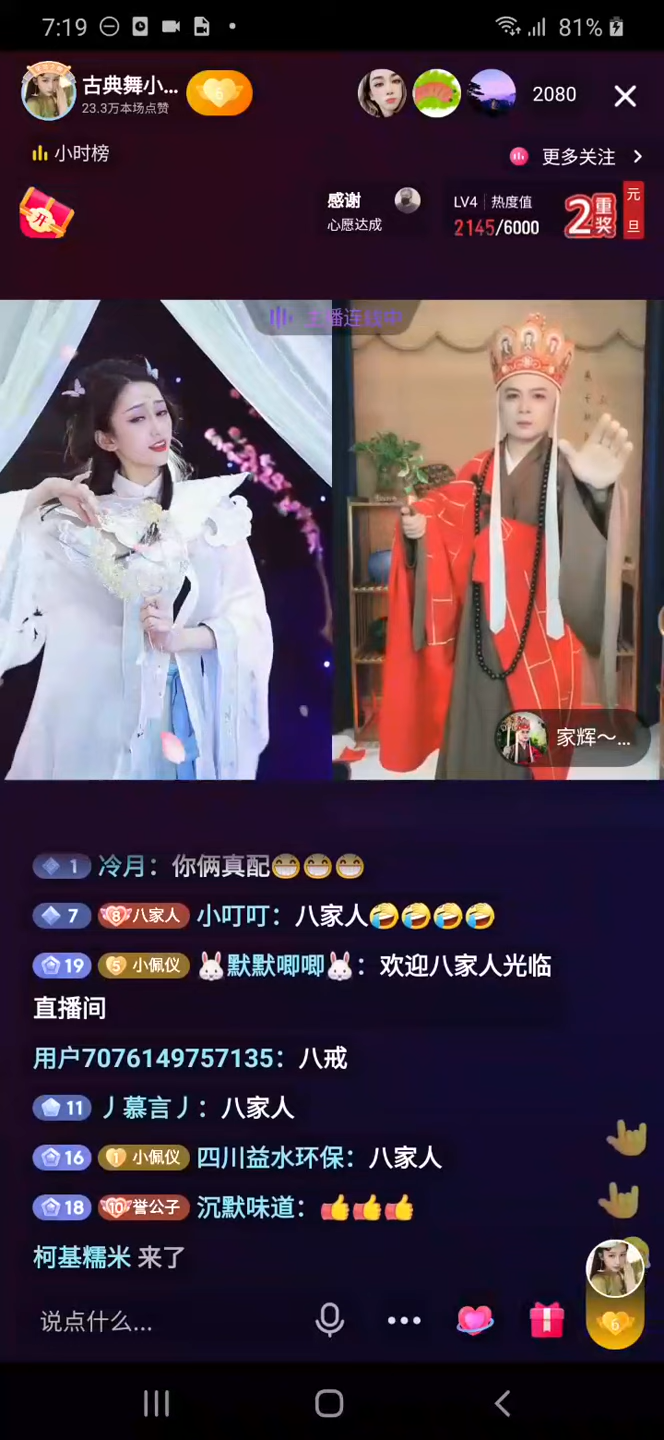 7:19
81%
古典舞小...
23.3万本场点赞
6
2080
小时榜
更多关注
开
感谢
心愿达成
LV4 热度值
2145/6000
2重奖
元旦
主播连线中
家辉～...
1 冷月：你俩真配😁😁😁
7 8 八家人 小叮叮：八家人🤣🤣🤣🤣
19 5 小佩仪 🐰默默唧唧🐰：欢迎八家人光临
直播间
用户7076149757135：八戒
11 丿慕言丿：八家人
16 1 小佩仪 四川益水环保：八家人
18 10 誉公子 沉默味道：👍👍👍
柯基糯米 来了
说点什么...
6